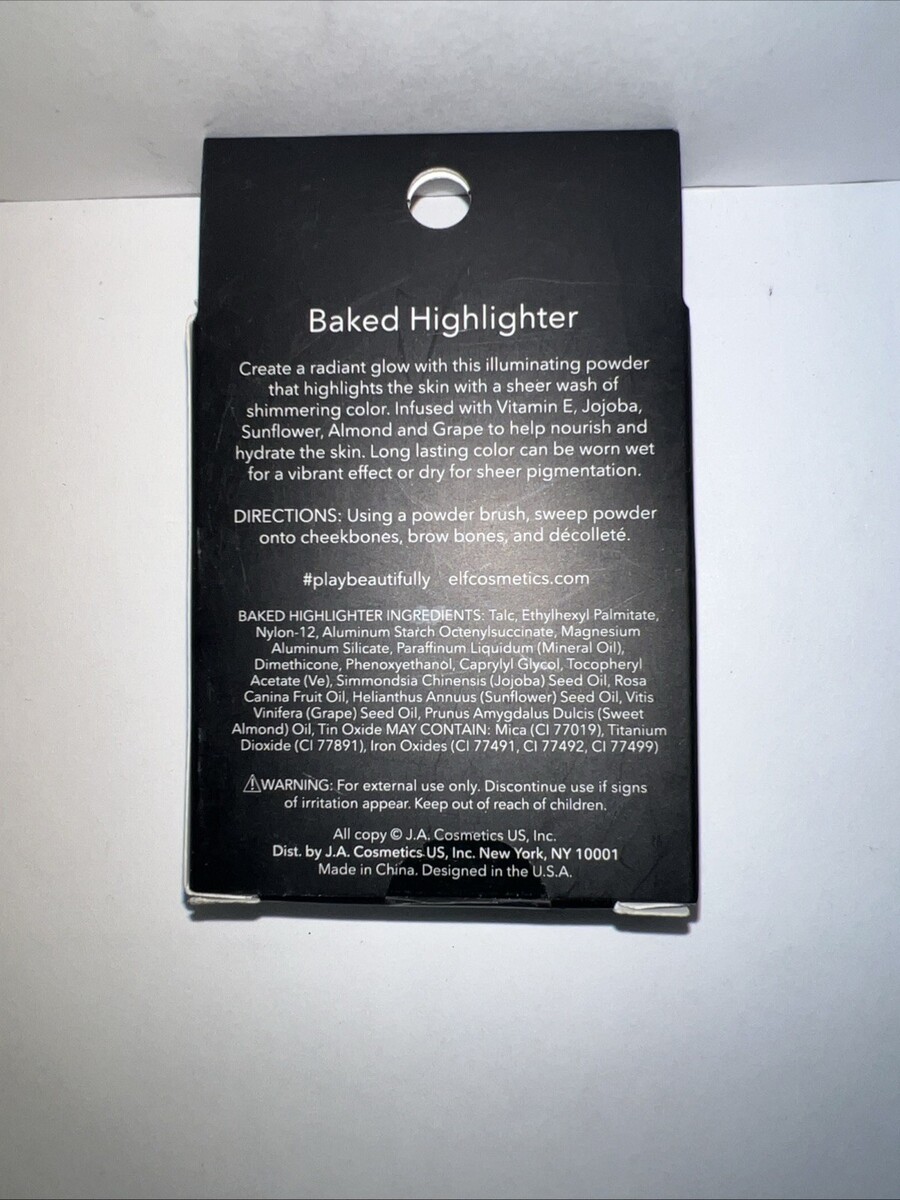 Baked Highlighter
Create a radiant glow with this illuminating powder
that highlights the skin with a sheer wash of
shimmering color. Infused with Vitamin E, Jojoba,
Sunflower, Almond and Grape to help nourish and
hydrate the skin. Long lasting color can be worn wet
for a vibrant effect or dry for sheer pigmentation.
DIRECTIONS: Using a powder brush, sweep powder
onto cheekbones, brow bones, and décolleté.
#playbeautifully elfcosmetics.com
BAKED HIGHLIGHTER INGREDIENTS: Talc, Ethylhexyl Palmitate,
Nylon-12, Aluminum Starch Octenylsuccinate, Magnesium
Aluminum Silicate, Paraffinum Liquidum (Mineral Oil),
Dimethicone, Phenoxyethanol, Caprylyl Glycol, Tocopheryl
Acetate (Ve), Simmondsia Chinensis (Jojoba) Seed Oil, Rosa
Canina Fruit Oil, Helianthus Annuus (Sunflower) Seed Oil, Vitis
Vinifera (Grape) Seed Oil, Prunus Amygdalus Dulcis (Sweet
Almond) Oil, Tin Oxide MAY CONTAIN: Mica (CI 77019), Titanium
Dioxide (CI 77891), Iron Oxides (CI 77491, CI 77492, CI 77499)
⚠WARNING: For external use only. Discontinue use if signs
of irritation appear. Keep out of reach of children.
All copy © J.A. Cosmetics US, Inc.
Dist. by J.A. Cosmetics US, Inc. New York, NY 10001
Made in China. Designed in the U.S.A.